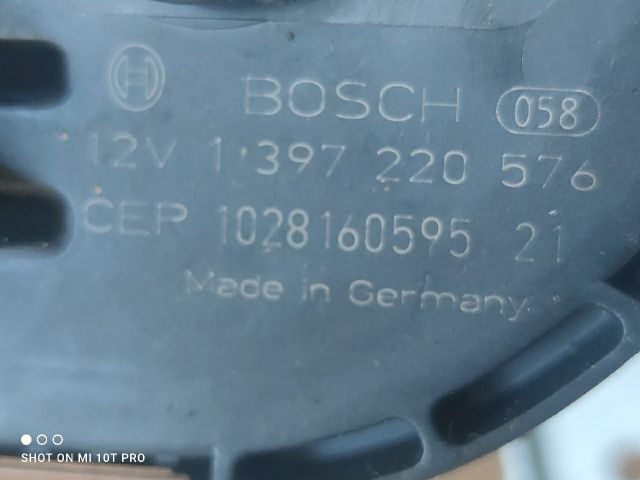 BOSCH 058
12V 1 397 220 576
CEP 1028160595 21
Made in Germany
SHOT ON MI 10T PRO